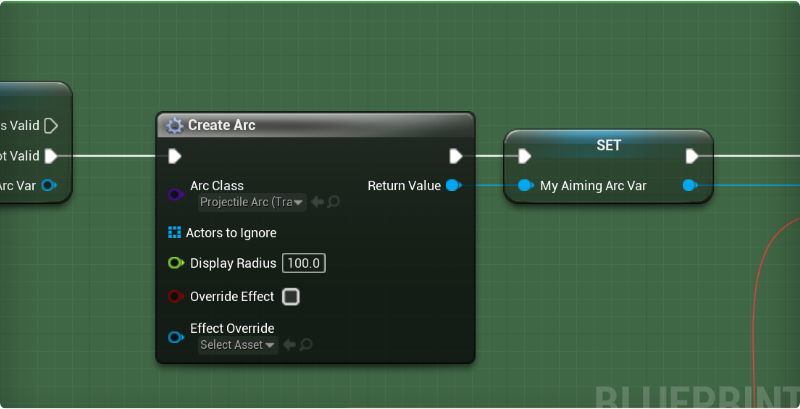 s Valid
ot Valid
Arc Var
Create Arc
Arc Class
Projectile Arc (Tra
Return Value
Actors to Ignore
Display Radius 100.0
Override Effect
Effect Override
Select Asset
SET
My Aiming Arc Var
BLUEPRINT